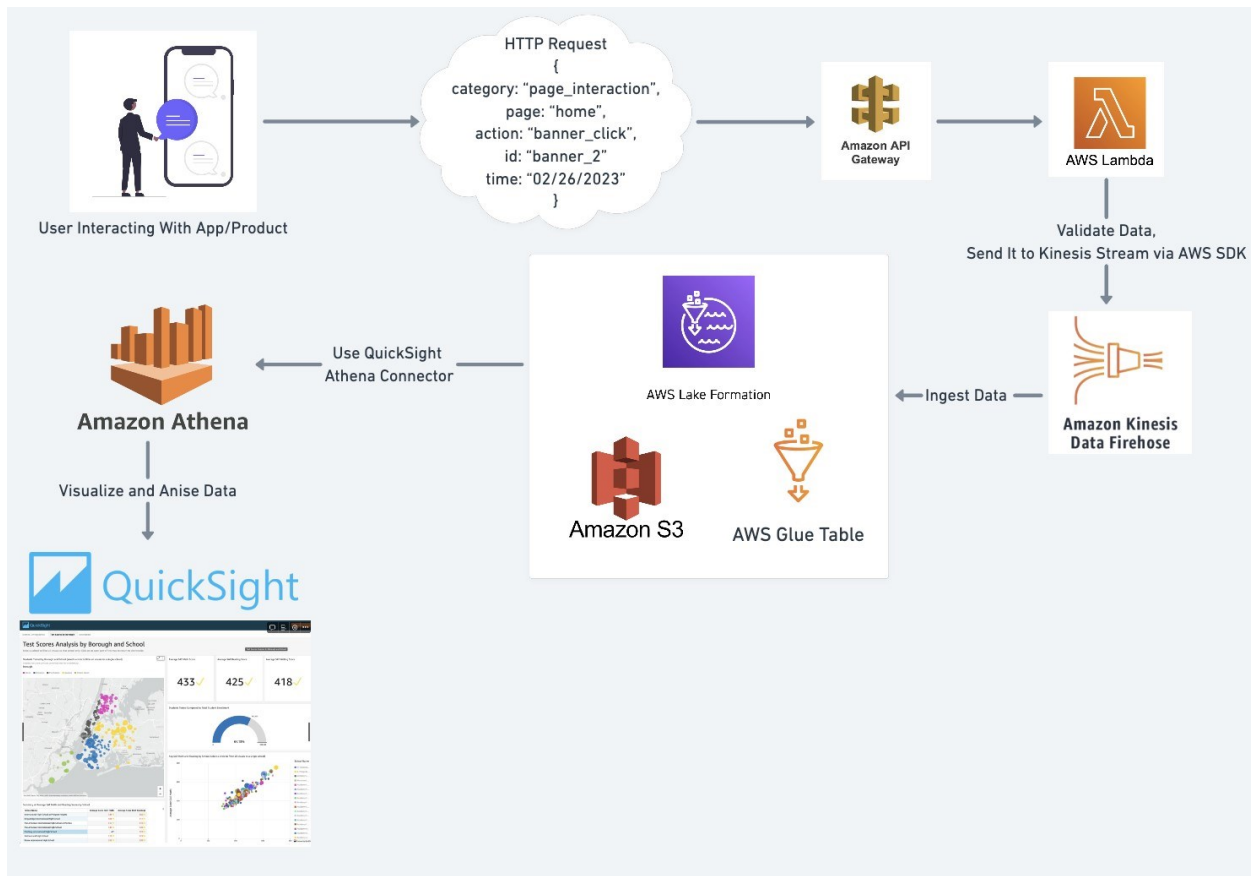 HTTP Request
{
category: “page_interaction”,
page: “home”,
action: “banner_click”,
id: “banner_2”
time: “02/26/2023”
}
Amazon API
Gateway
AWS Lambda
User Interacting With App/Product
Validate Data,
Send It to Kinesis Stream via AWS SDK
AWS Lake Formation
Amazon S3
AWS Glue Table
Ingest Data
Amazon Kinesis
Data Firehose
Use QuickSight
Athena Connector
Amazon Athena
Visualize and Anise Data
QuickSight
QuickSight
Test Scores Analysis by Borough and School
433
425
418